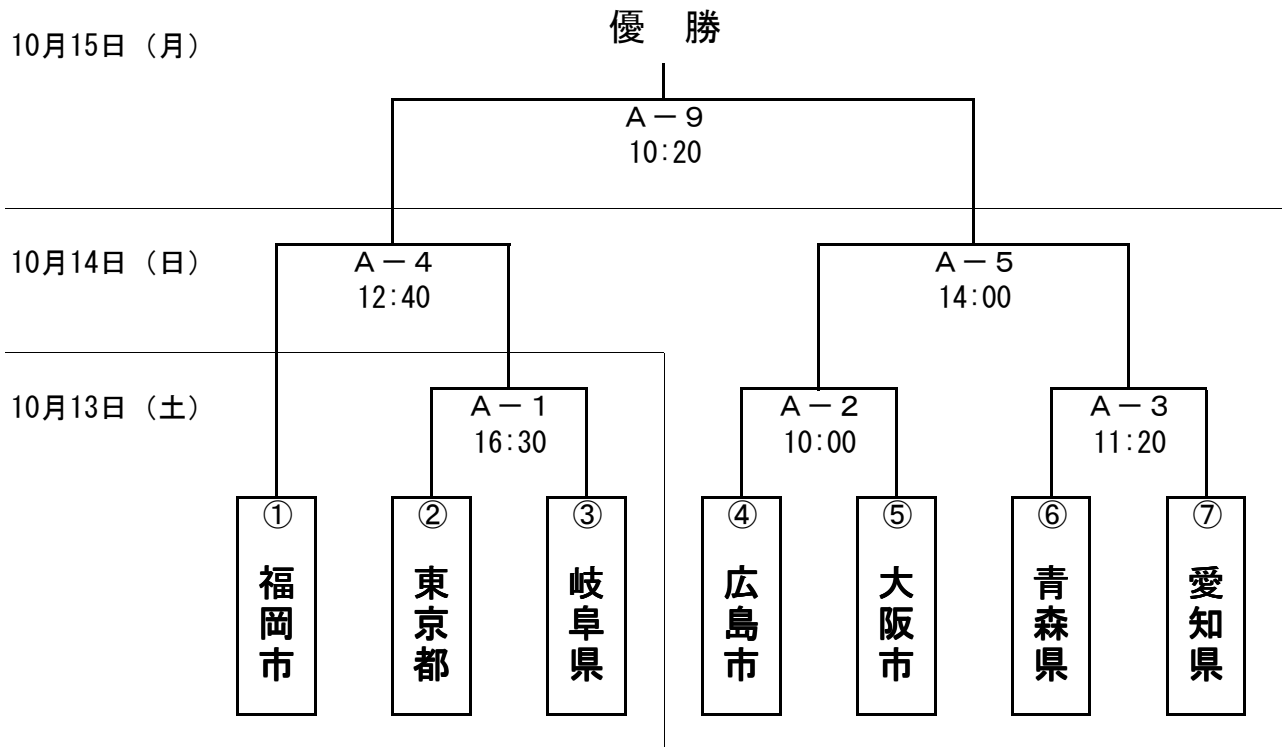 優　勝
10月15日（月）
Ａ－９
10:20
10月14日（日）
Ａ－４
12:40
Ａ－５
14:00
10月13日（土）
Ａ－１
16:30
Ａ－２
10:00
Ａ－３
11:20
①
福岡市
②
東京都
③
岐阜県
④
広島市
⑤
大阪市
⑥
青森県
⑦
愛知県